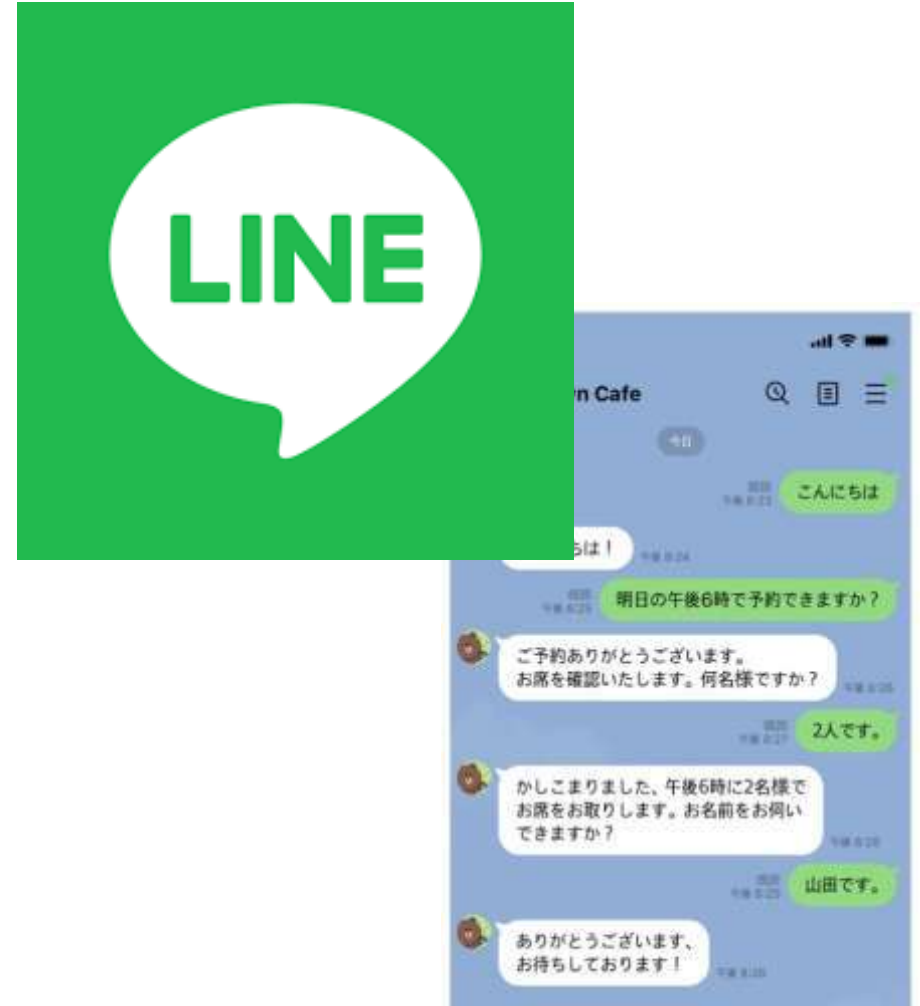 LINE
n Cafe
今日
こんにちは
ちは！
明日の午後6時で予約できますか？
ご予約ありがとうございます。
お席を確認いたします。何名様ですか？
2人です。
かしこまりました、午後6時に2名様で
お席をお取りします。お名前をお伺い
できますか？
山田です。
ありがとうございます、
お待ちしております！